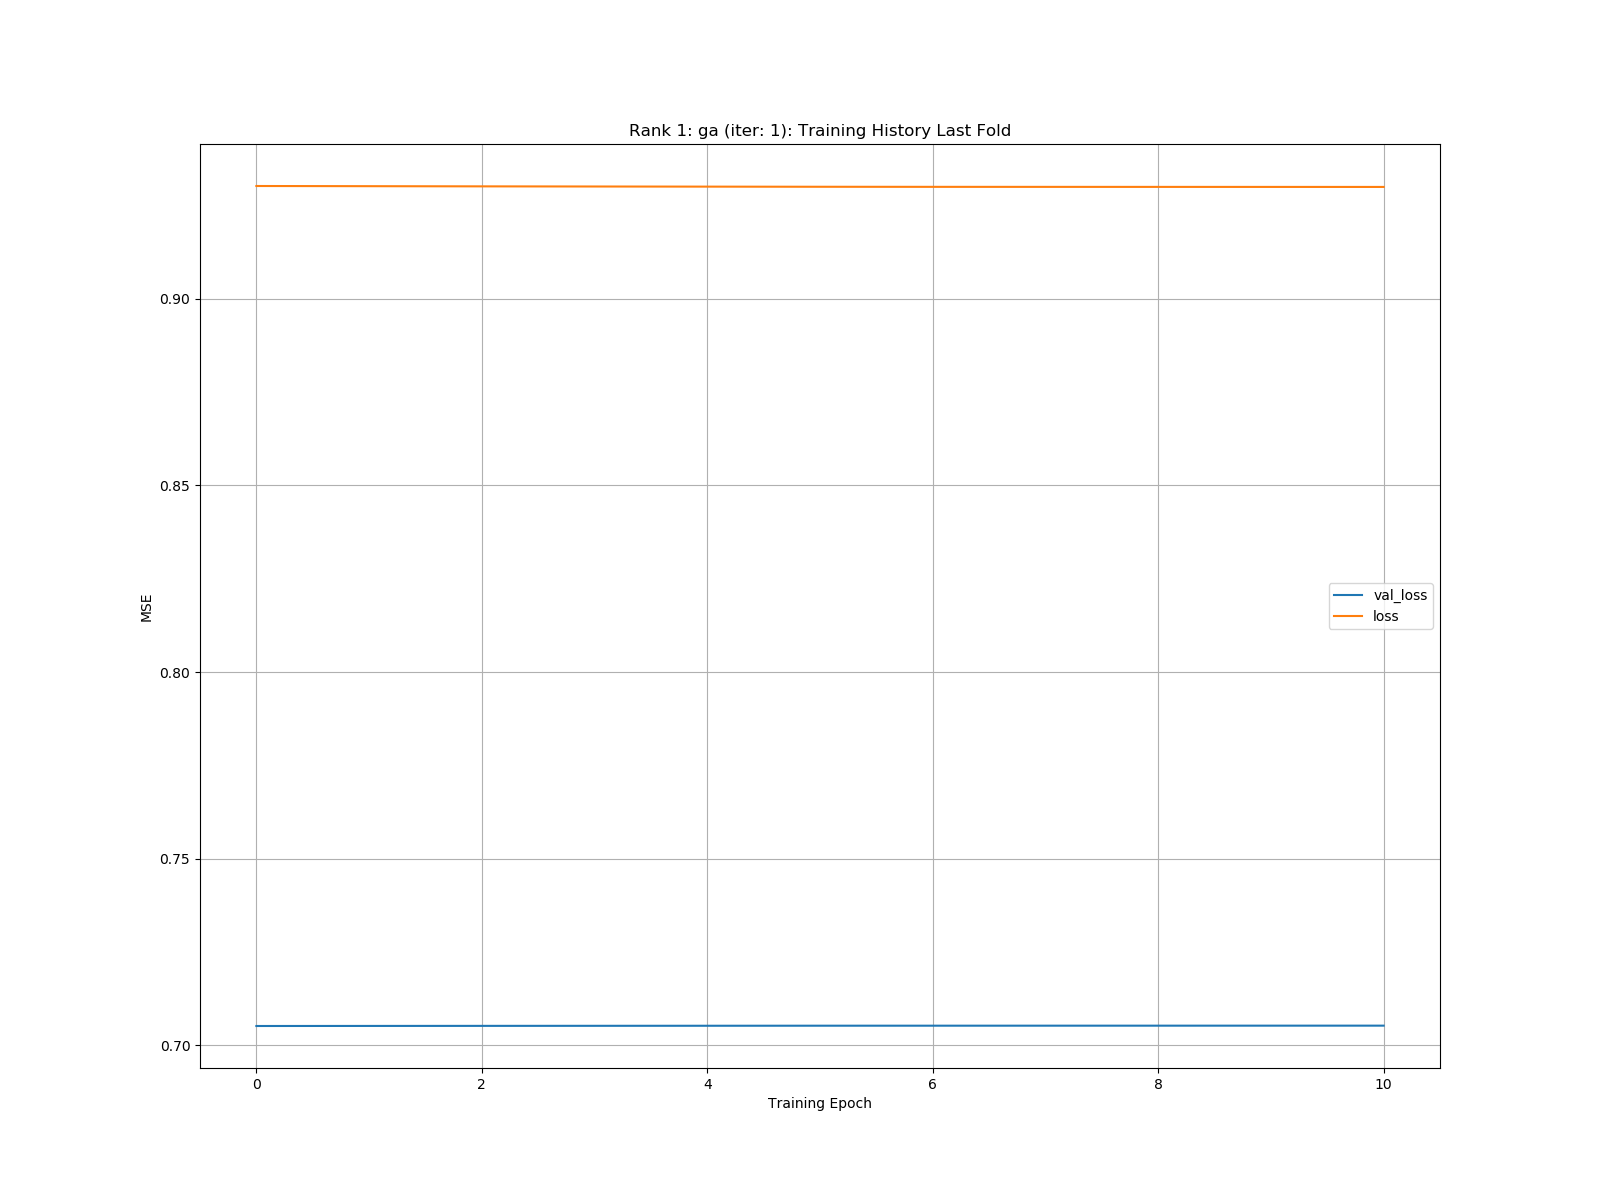 Rank 1: ga (iter: 1): Training History Last Fold
0.90
0.85
0.80
0.75
0.70
MSE
val_loss
loss
0 2 4 6 8 10
Training Epoch